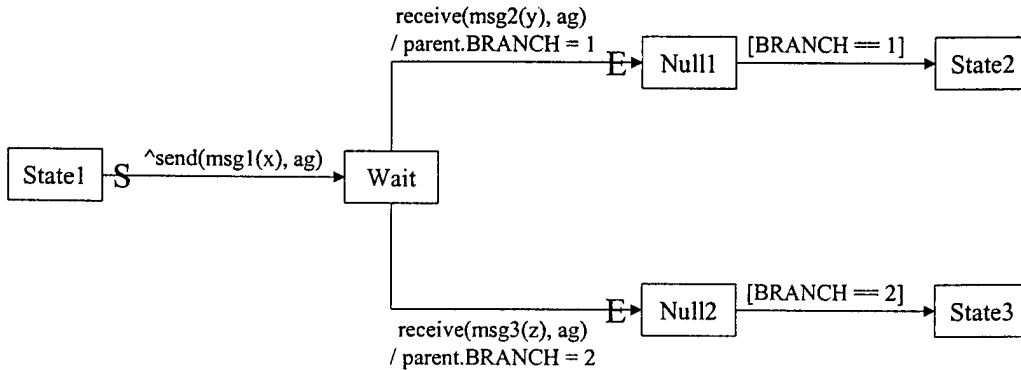 receive(msg2(y), ag)
/ parent.BRANCH = 1
E
Null1
[BRANCH == 1]
State2
State1
S
^send(msg1(x), ag)
Wait
E
Null2
[BRANCH == 2]
State3
receive(msg3(z), ag)
/ parent.BRANCH = 2